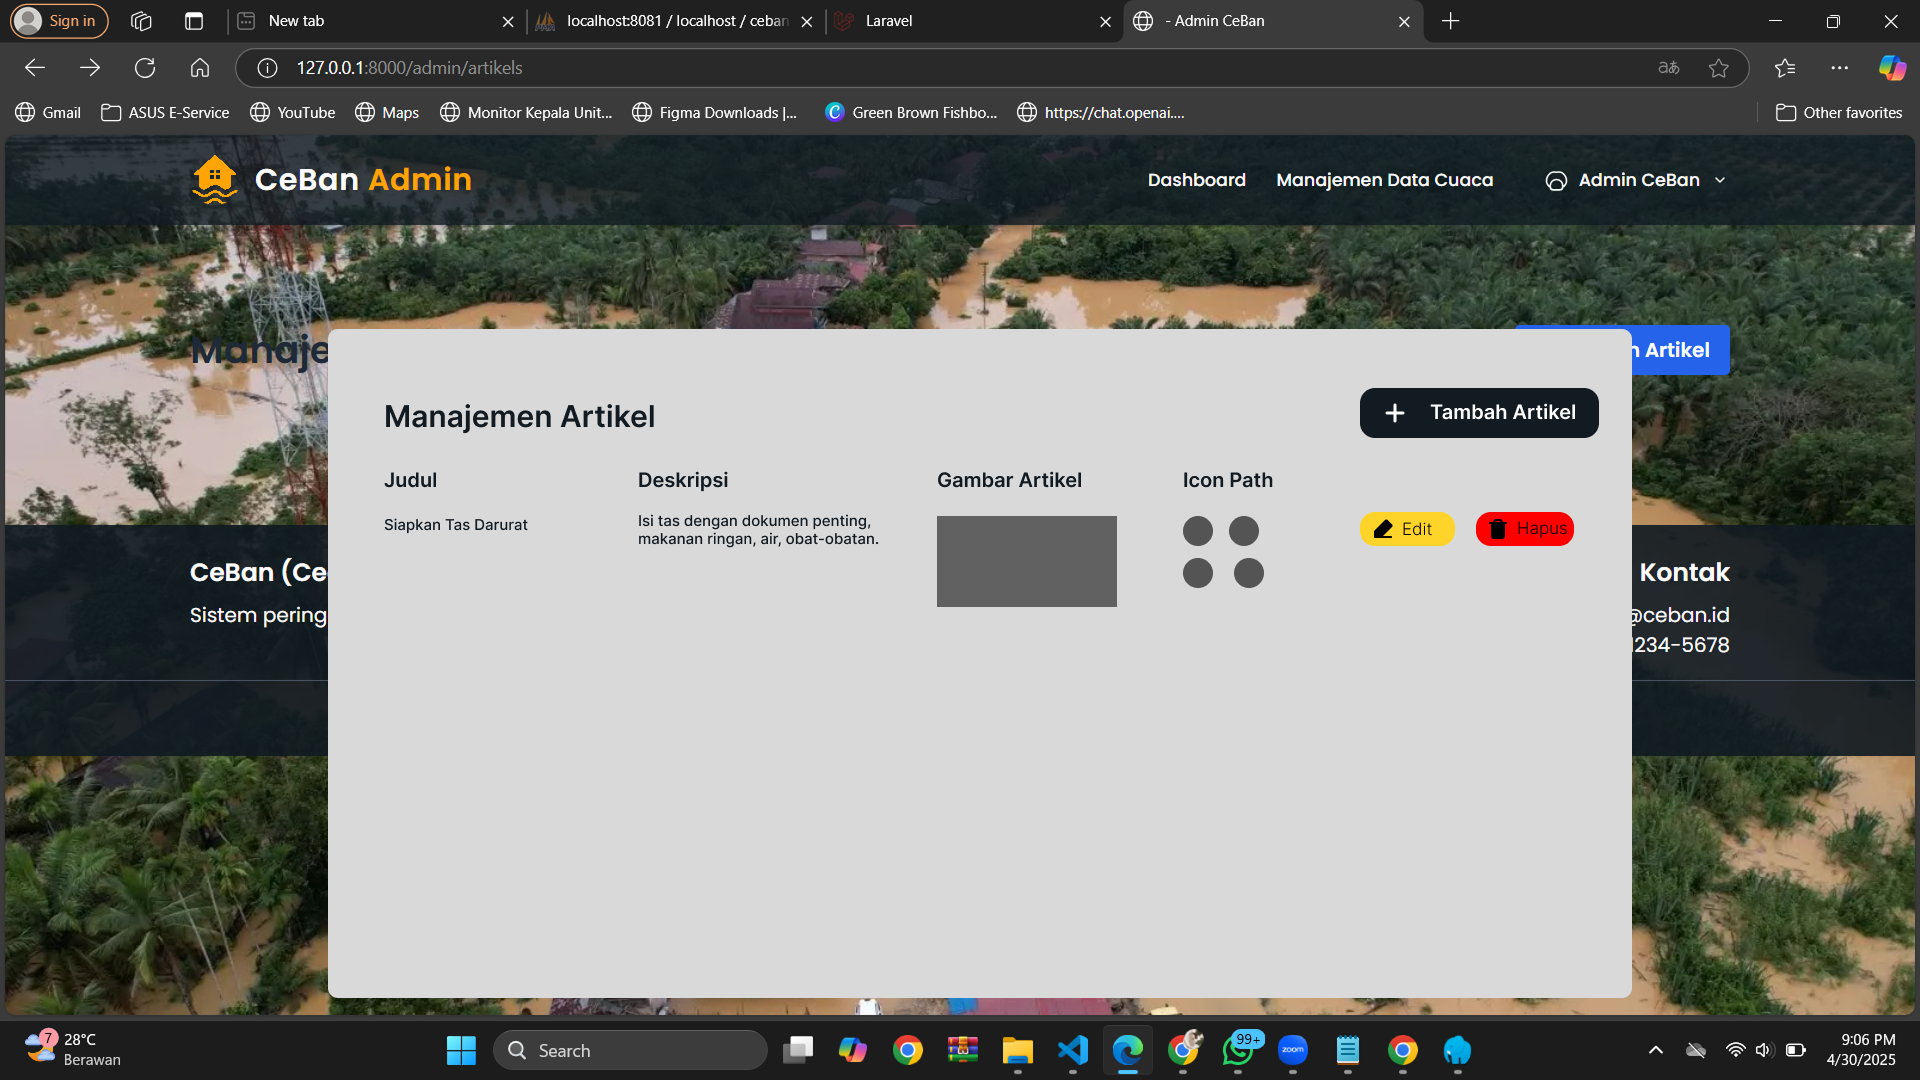 Sign in
New tab
localhost:8081 / localhost / ceban
Laravel
- Admin CeBan
127.0.0.1:8000/admin/artikels
Gmail
ASUS E-Service
YouTube
Maps
Monitor Kepala Unit...
Figma Downloads |...
Green Brown Fishbo...
https://chat.openai....
Other favorites
CeBan Admin
Dashboard
Manajemen Data Cuaca
Admin CeBan
Manaje
n Artikel
Manajemen Artikel
Tambah Artikel
Judul
Deskripsi
Gambar Artikel
Icon Path
Siapkan Tas Darurat
Isi tas dengan dokumen penting,
makanan ringan, air, obat-obatan.
Edit
Hapus
CeBan (Ce
Sistem pering
Kontak
@ceban.id
1234-5678
7
28°C
Berawan
Search
99+
zoom
9:06 PM
4/30/2025